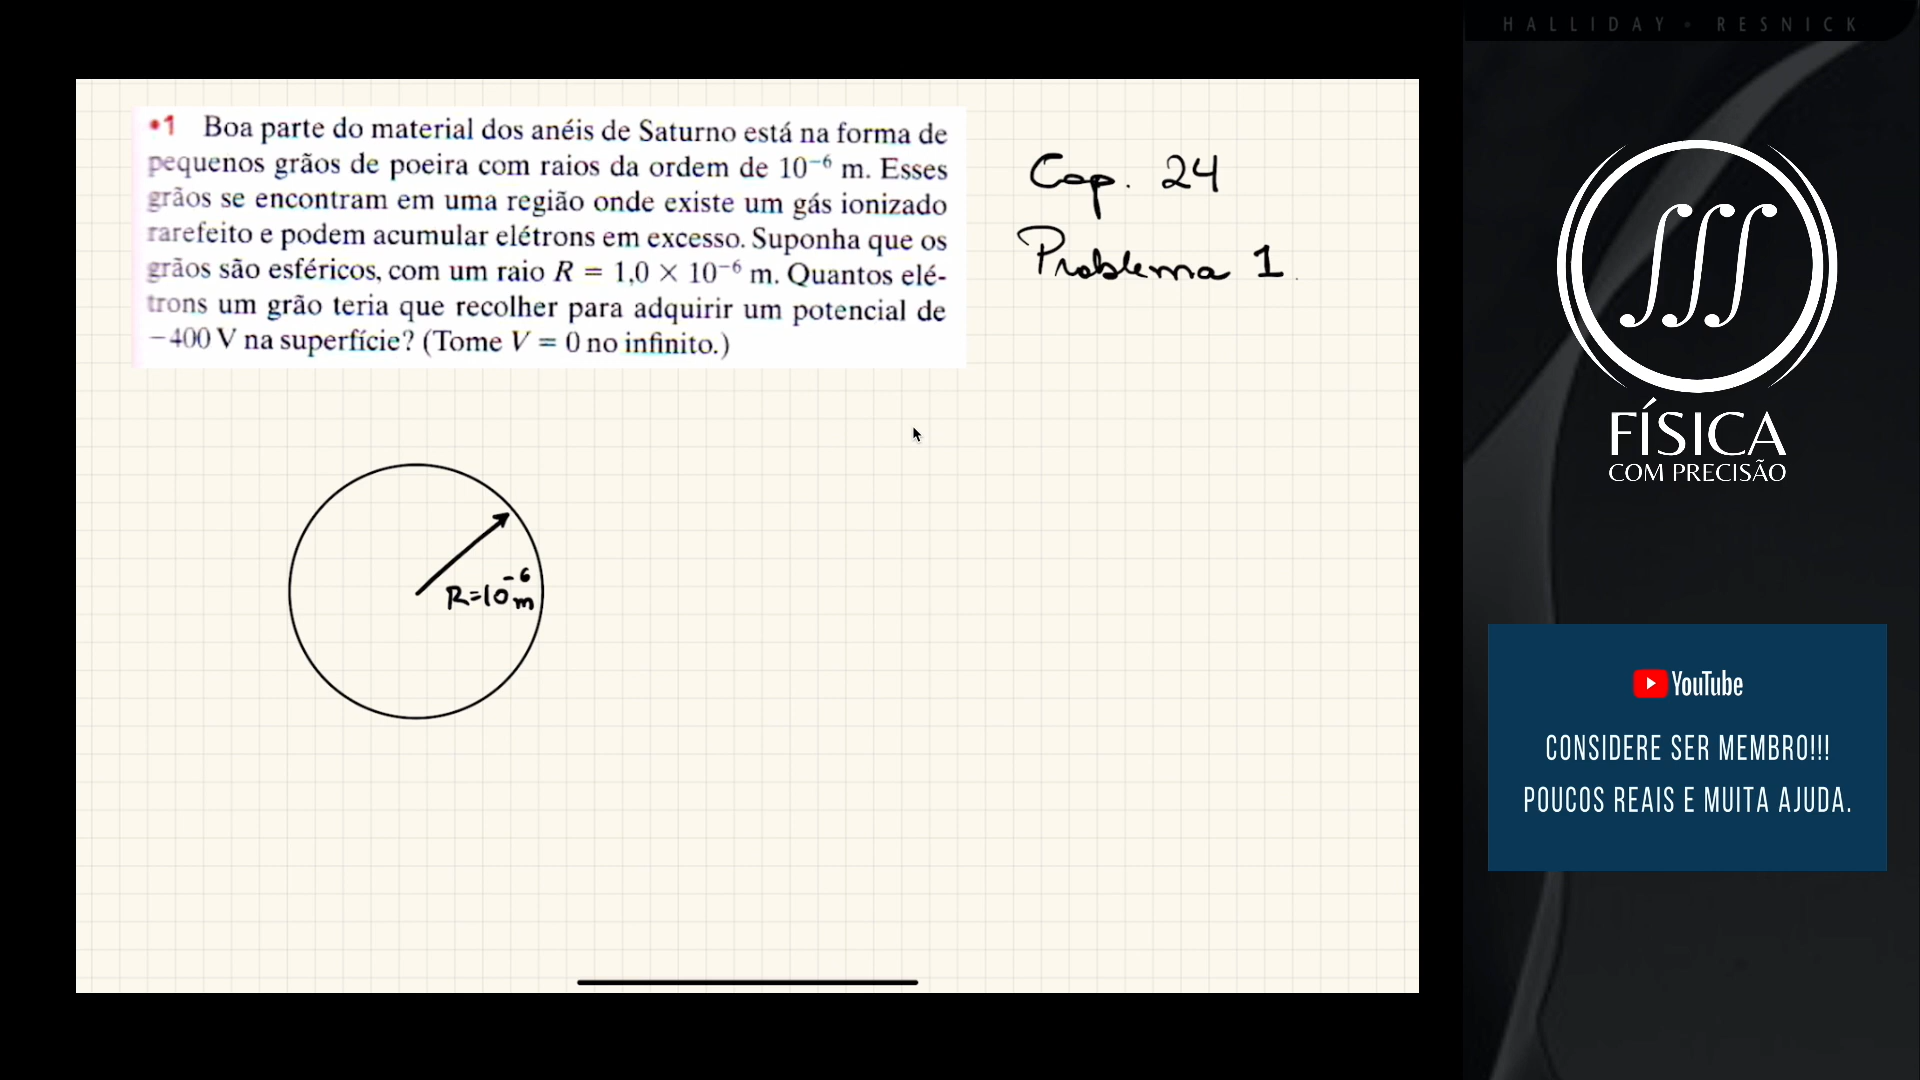 HALLIDAY • RESNICK
•1 Boa parte do material dos anéis de Saturno está na forma de
pequenos grãos de poeira com raios da ordem de 10⁻⁶ m. Esses
grãos se encontram em uma região onde existe um gás ionizado
rarefeito e podem acumular elétrons em excesso. Suponha que os
grãos são esféricos, com um raio R = 1,0 × 10⁻⁶ m. Quantos elé-
trons um grão teria que recolher para adquirir um potencial de
−400 V na superfície? (Tome V = 0 no infinito.)
Cap. 24
Problema 1.
R=10⁻⁶m
∫∫∫
FÍSICA
COM PRECISÃO
YouTube
CONSIDERE SER MEMBRO!!!
POUCOS REAIS E MUITA AJUDA.